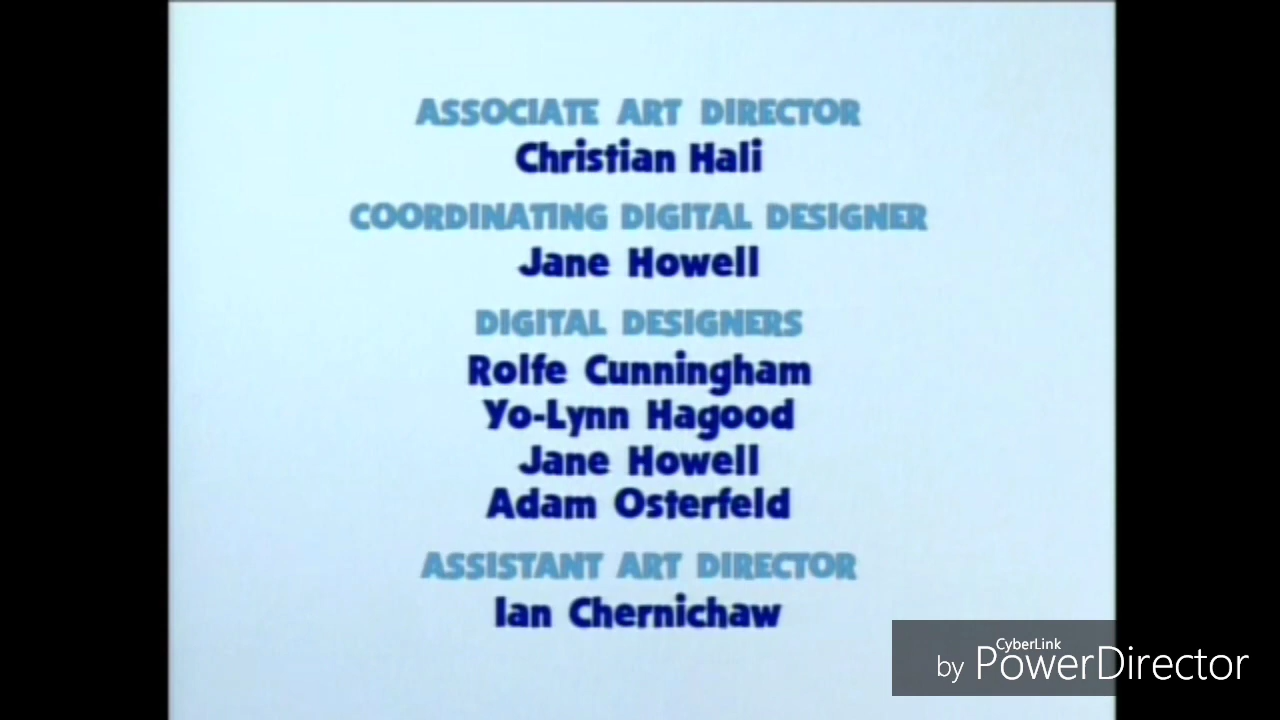 ASSOCIATE ART DIRECTOR
Christian Hali
COORDINATING DIGITAL DESIGNER
Jane Howell
DIGITAL DESIGNERS
Rolfe Cunningham
Yo-Lynn Hagood
Jane Howell
Adam Osterfeld
ASSISTANT ART DIRECTOR
Ian Chernichaw
CyberLink
by PowerDirector